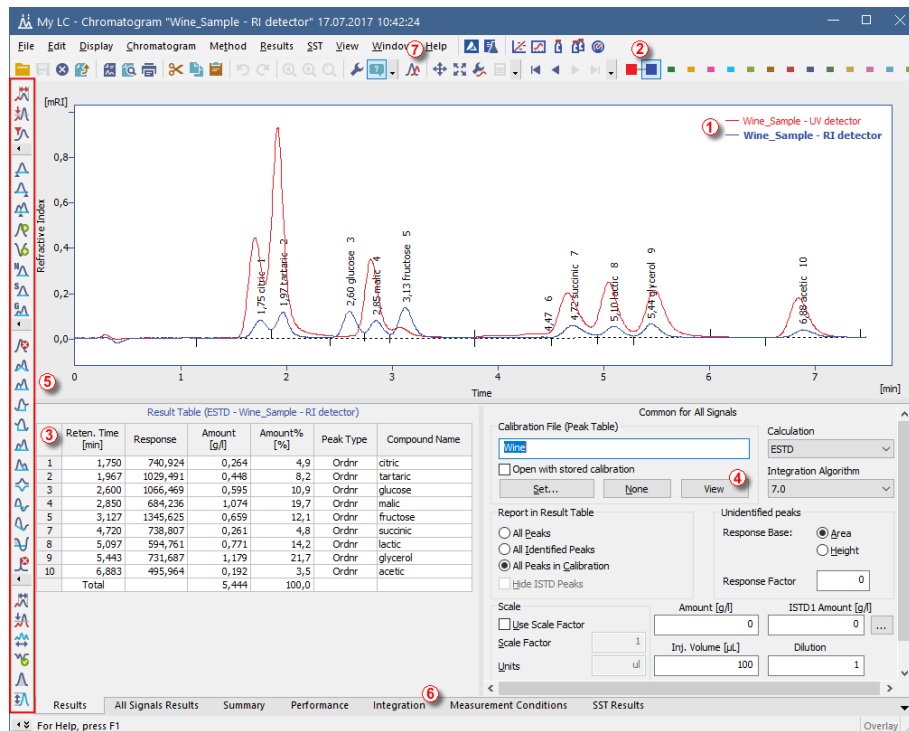 My LC - Chromatogram "Wine_Sample - RI detector" 17.07.2017 10:42:24
File Edit Display Chromatogram Method Results SST View Window Help
7
2
[mRI]
1
Wine_Sample - UV detector
Wine_Sample - RI detector
0,8
0,6
0,4
0,2
0,0
Refractive Index
1,75 citric 1
1,97 tartaric 2
2,60 glucose 3
2,85 malic 4
3,13 fructose 5
4,47 6
4,72 succinic 7
5,10 lactic 8
5,44 glycerol 9
6,88 acetic 10
0 1 2 3 4 5 6 7
Time
[min]
5
Result Table (ESTD - Wine_Sample - RI detector)
3
Reten. Time [min] Response Amount [g/l] Amount% [%] Peak Type Compound Name
1 1,750 740,924 0,264 4,9 Ordnr citric
2 1,967 1029,491 0,448 8,2 Ordnr tartaric
3 2,600 1066,469 0,595 10,9 Ordnr glucose
4 2,850 684,236 1,074 19,7 Ordnr malic
5 3,127 1345,625 0,659 12,1 Ordnr fructose
7 4,720 738,807 0,261 4,8 Ordnr succinic
8 5,097 594,761 0,771 14,2 Ordnr lactic
9 5,443 731,687 1,179 21,7 Ordnr glycerol
10 6,883 495,964 0,192 3,5 Ordnr acetic
Total 5,444 100,0
Common for All Signals
Calibration File (Peak Table)
Wine
Open with stored calibration
Set... None View
4
Calculation
ESTD
Integration Algorithm
7.0
Report in Result Table
All Peaks
All Identified Peaks
All Peaks in Calibration
Hide ISTD Peaks
Unidentified peaks
Response Base: Area
Height
Response Factor 0
Scale
Use Scale Factor
Scale Factor 1
Units ul
Amount [g/l]
0
ISTD1 Amount [g/l]
0 ...
Inj. Volume [µL]
100
Dilution
1
6
Results All Signals Results Summary Performance Integration Measurement Conditions SST Results
For Help, press F1
Overlay